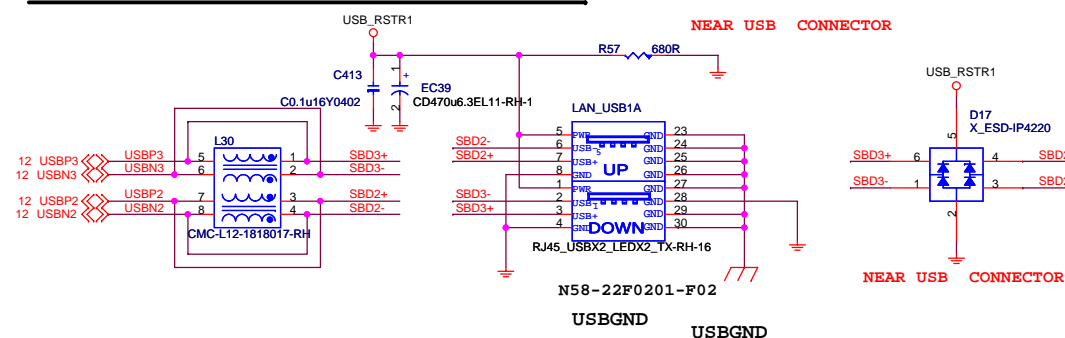 USB_RSTR1
NEAR USB CONNECTOR
R57 680R
C413
C0.1u16Y0402
1 +
2
EC39
CD470u6.3EL11-RH-1
USB_RSTR1
D17
X_ESD-IP4220
LAN_USB1A
L30
12 USBP3 USBP3 5 1 SBD3+
12 USBN3 USBN3 6 2 SBD3-
12 USBP2 USBP2 7 3 SBD2+
12 USBN2 USBN2 8 4 SBD2-
CMC-L12-1818017-RH
5 PWR GND 23
SBD2- 6 USB- 5 GND 24
SBD2+ 7 USB+ GND 25
8 GND UP GND 26
1 PWR GND 27
SBD3- 2 USB- 1 GND 28
SBD3+ 3 USB+ GND 29
4 GND DOWN GND 30
RJ45_USBX2_LEDX2_TX-RH-16
5
SBD3+ 6 4 SBD2
SBD3- 1 3 SBD2
2
NEAR USB CONNECTOR
N58-22F0201-F02
USBGND
USBGND